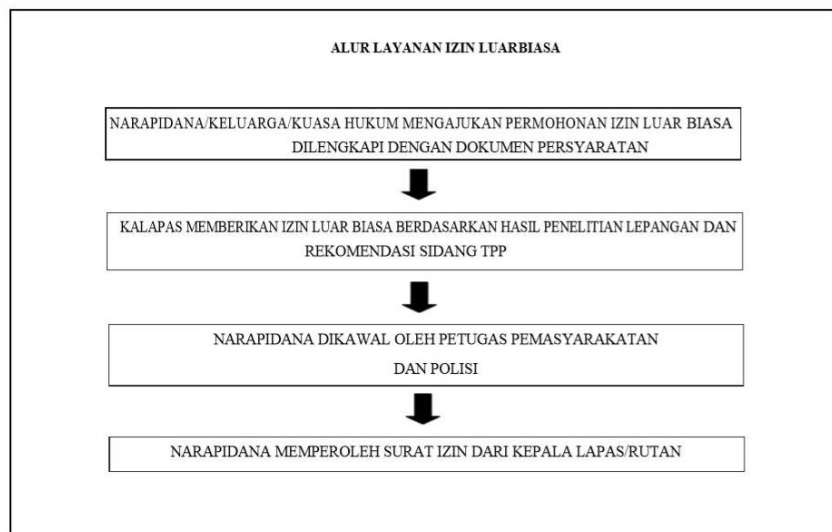 ALUR LAYANAN IZIN LUARBIASA
NARAPIDANA/KELUARGA/KUASA HUKUM MENGAJUKAN PERMOHONAN IZIN LUAR BIASA
DILENGKAPI DENGAN DOKUMEN PERSYARATAN
KALAPAS MEMBERIKAN IZIN LUAR BIASA BERDASARKAN HASIL PENELITIAN LEPANGAN DAN
REKOMENDASI SIDANG TPP
NARAPIDANA DIKAWAL OLEH PETUGAS PEMASYARAKATAN
DAN POLISI
NARAPIDANA MEMPEROLEH SURAT IZIN DARI KEPALA LAPAS/RUTAN